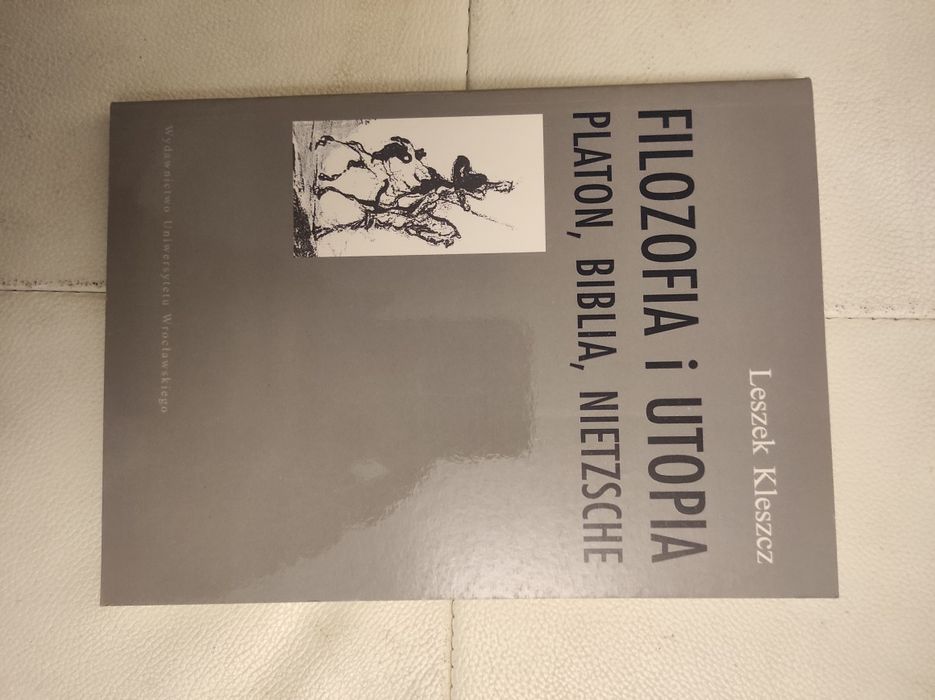 Leszek Kleszcz
FILOZOFIA i UTOPIA
PLATON, BIBLIA, NIETZSCHE
Wydawnictwo Uniwersytetu Wrocławskiego